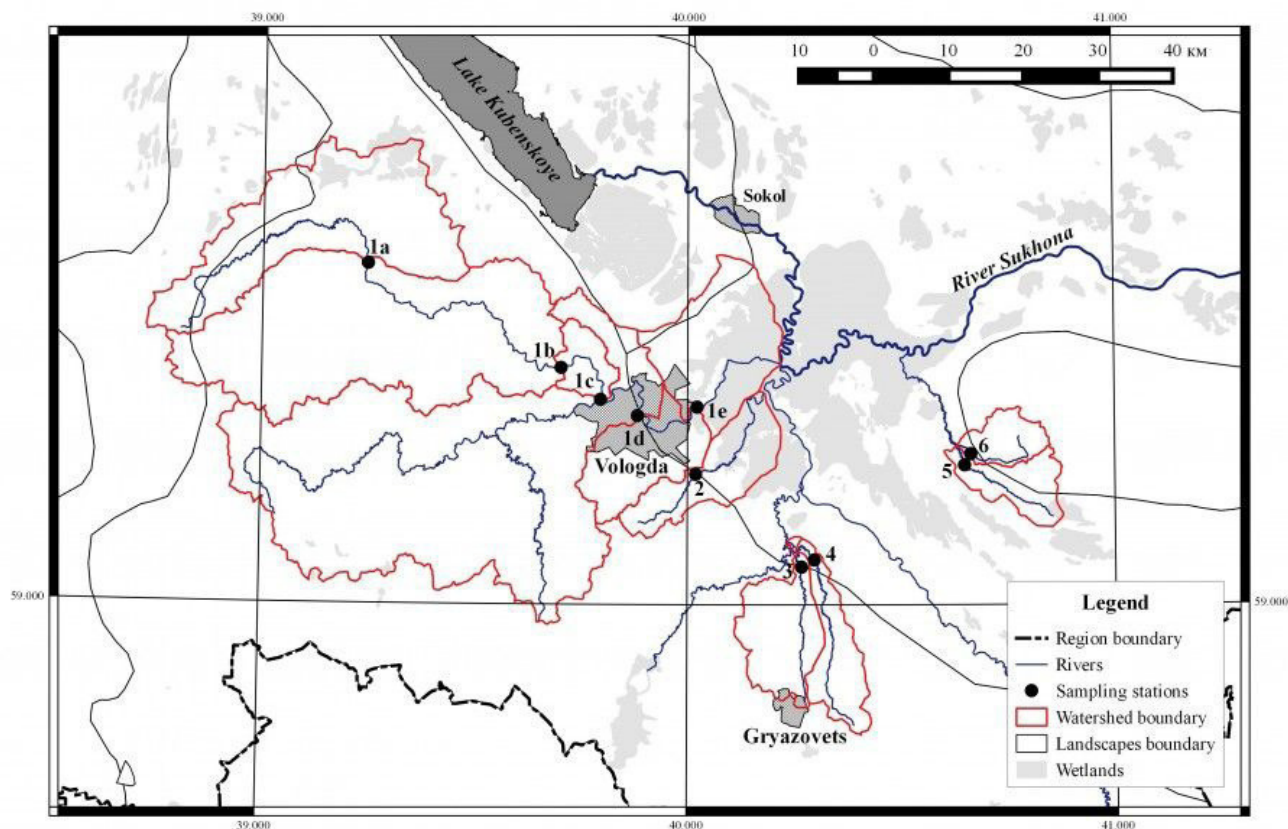 39.000
40.000
41.000
10 0 10 20 30 40 км
Lake Kubenskoye
Sokol
1a
River Sukhona
1b
1c
1e
1d
Vologda
6
5
2
4
3
59.000
59.000
Legend
Region boundary
Rivers
Sampling stations
Watershed boundary
Landscapes boundary
Wetlands
Gryazovets
39.000
40.000
41.000